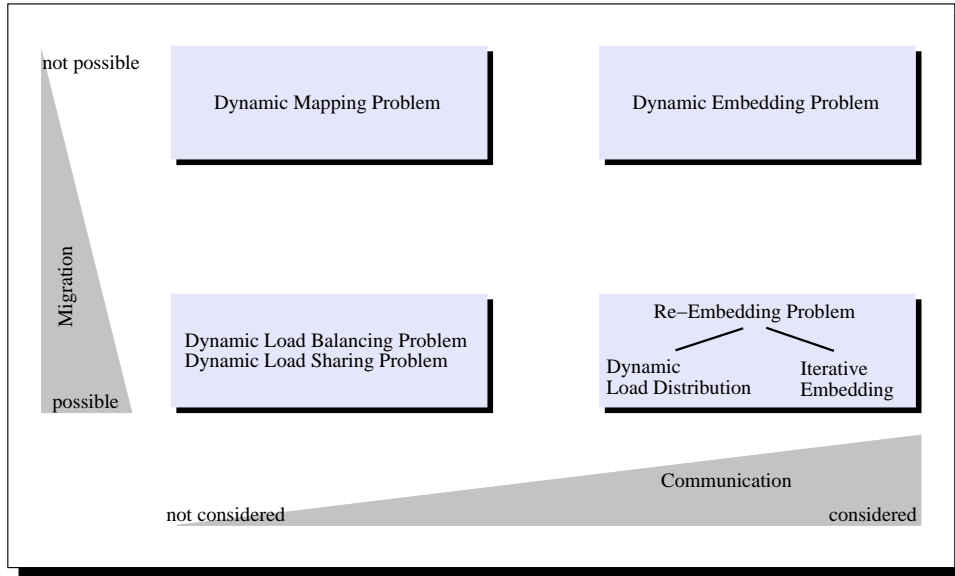 not possible
Dynamic Mapping Problem
Dynamic Embedding Problem
Migration
Dynamic Load Balancing Problem
Dynamic Load Sharing Problem
Re−Embedding Problem
Dynamic
Load Distribution
Iterative
Embedding
possible
Communication
not considered
considered